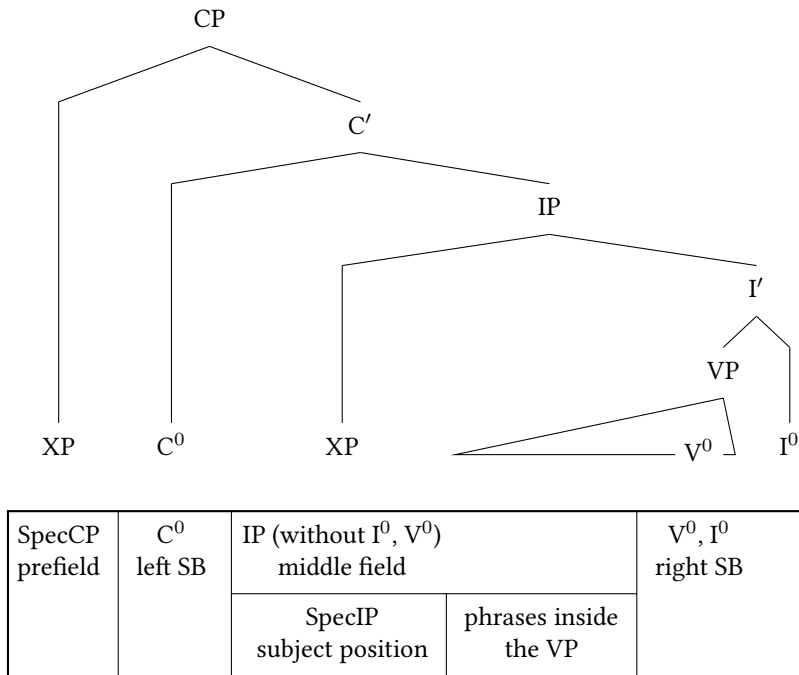 CP
C′
IP
I′
VP
XP C⁰ XP V⁰ I⁰
SpecCP C⁰ IP (without I⁰, V⁰) V⁰, I⁰
prefield left SB middle field right SB
SpecIP phrases inside
subject position the VP